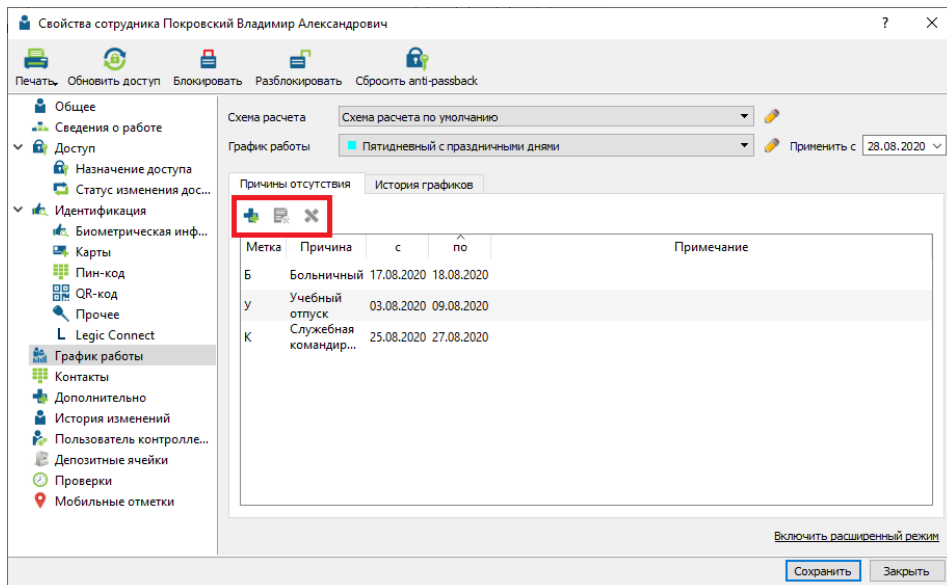 Свойства сотрудника Покровский Владимир Александрович
?
Печать Обновить доступ Блокировать Разблокировать Сбросить anti-passback
Общее
Сведения о работе
Доступ
Назначение доступа
Статус изменения дос...
Идентификация
Биометрическая инф...
Карты
Пин-код
QR-код
Прочее
Legic Connect
График работы
Контакты
Дополнительно
История изменений
Пользователь контролле...
Депозитные ячейки
Проверки
Мобильные отметки
Схема расчета Схема расчета по умолчанию
График работы Пятидневный с праздничными днями Применить с 28.08.2020
Причины отсутствия История графиков
Метка Причина с по Примечание
Б Больничный 17.08.2020 18.08.2020
У Учебный отпуск 03.08.2020 09.08.2020
К Служебная командир... 25.08.2020 27.08.2020
Включить расширенный режим
Сохранить Закрыть